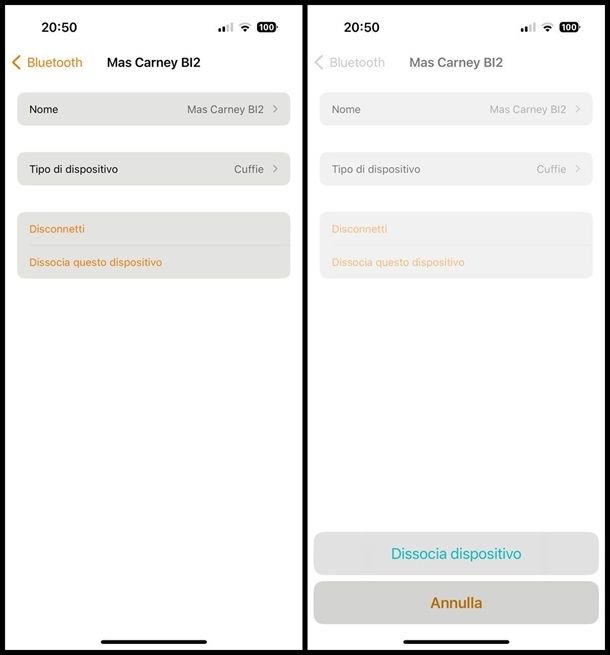 20:50
100
Bluetooth
Mas Carney BI2
Nome
Mas Carney BI2
Tipo di dispositivo
Cuffie
Disconnetti
Dissocia questo dispositivo
20:50
100
Bluetooth
Mas Carney BI2
Nome
Mas Carney BI2
Tipo di dispositivo
Cuffie
Disconnetti
Dissocia questo dispositivo
Dissocia dispositivo
Annulla